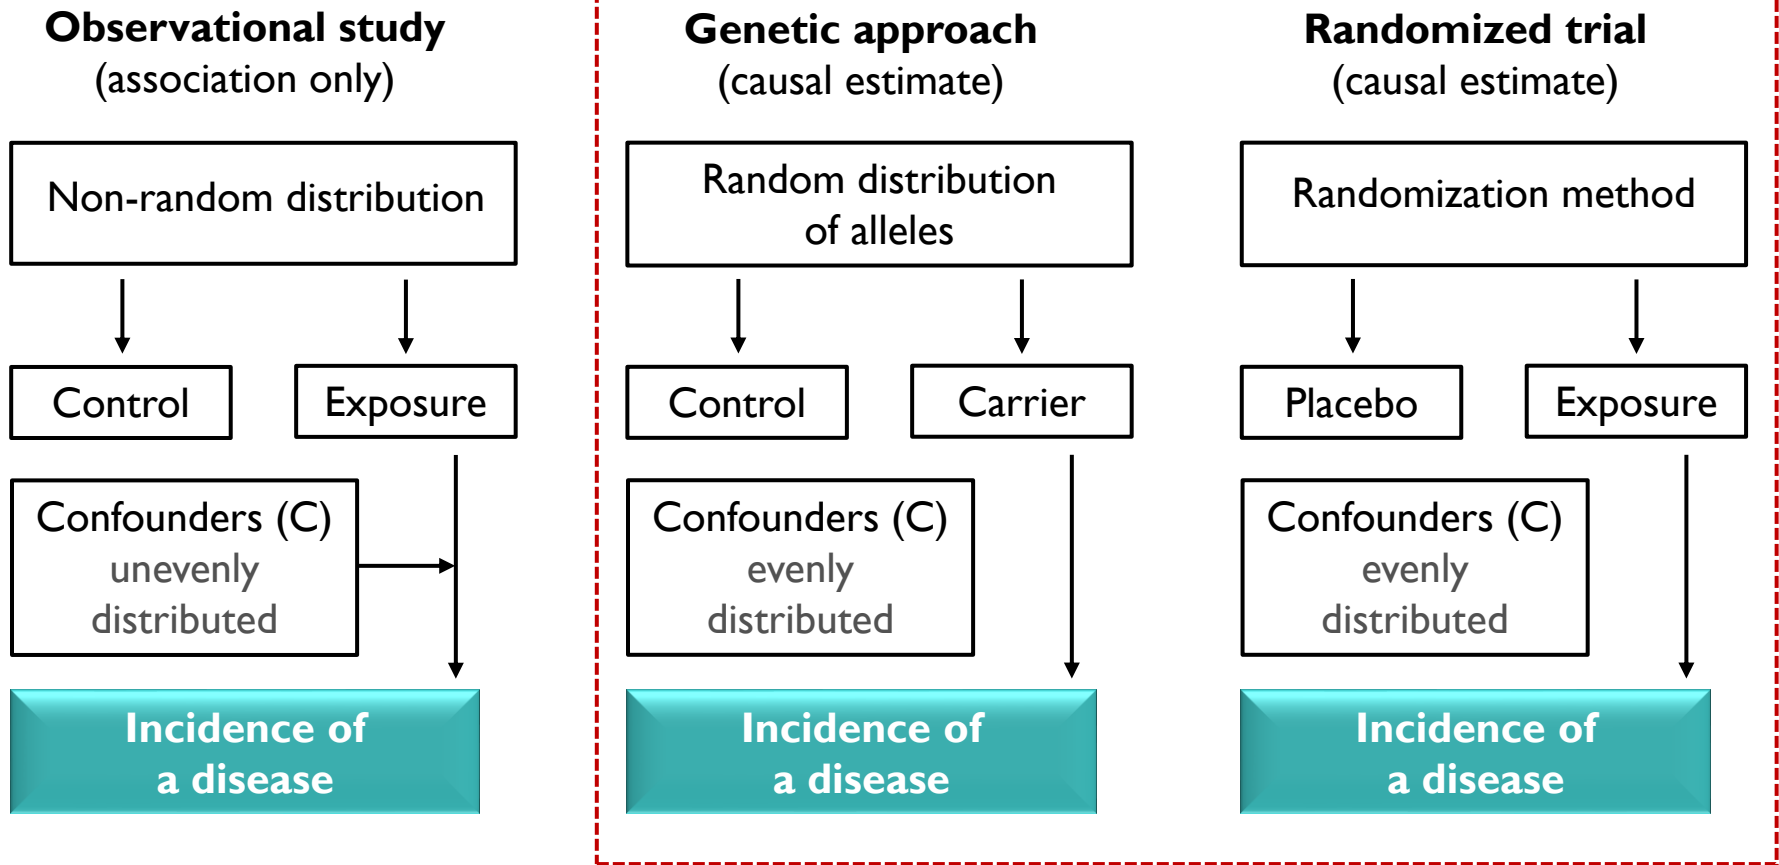 Observational study
(association only)
Non-random distribution
Control
Exposure
Confounders (C)
unevenly
distributed
Incidence of
a disease
Genetic approach
(causal estimate)
Random distribution
of alleles
Control
Carrier
Confounders (C)
evenly
distributed
Incidence of
a disease
Randomized trial
(causal estimate)
Randomization method
Placebo
Exposure
Confounders (C)
evenly
distributed
Incidence of
a disease